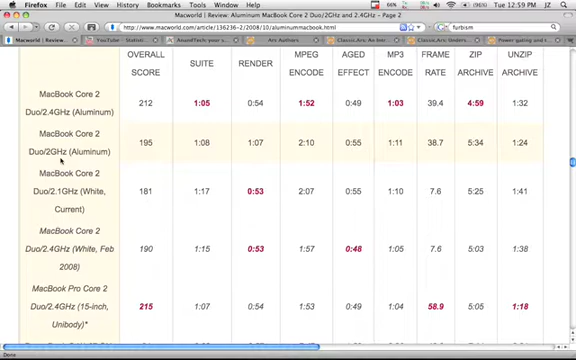 Firefox File Edit View History Bookmarks Tools Window Help JZ Tue 12:59 PM
Macworld | Review: Aluminum MacBook Core 2 Duo/2GHz and 2.4GHz - Page 2
http://www.macworld.com/article/136236-2/2008/10/aluminummacbook.html furbism
Macworld | Review... YouTube - Station...
OVERALL SCORE SUITE RENDER MPEG ENCODE AGED EFFECT MP3 ENCODE FRAME RATE ZIP ARCHIVE UNZIP ARCHIVE
MacBook Core 2
Duo/2.4GHz (Aluminum) 212 1:05 0:54 1:52 0:49 1:03 39.4 4:59 1:32
MacBook Core 2
Duo/2GHz (Aluminum) 195 1:08 1:07 2:10 0:55 1:11 38.7 5:34 1:24
MacBook Core 2
Duo/2.1GHz (White, 181 1:17 0:53 2:07 0:55 1:10 7.6 5:25 1:41
Current)
MacBook Core 2
Duo/2.4GHz (White, Feb 190 1:15 0:53 1:57 0:48 1:05 7.6 5:03 1:38
2008)
MacBook Pro Core 2
Duo/2.4GHz (15-inch, 215 1:07 0:54 1:53 0:49 1:04 58.9 5:05 1:18
Unibody)*
Done